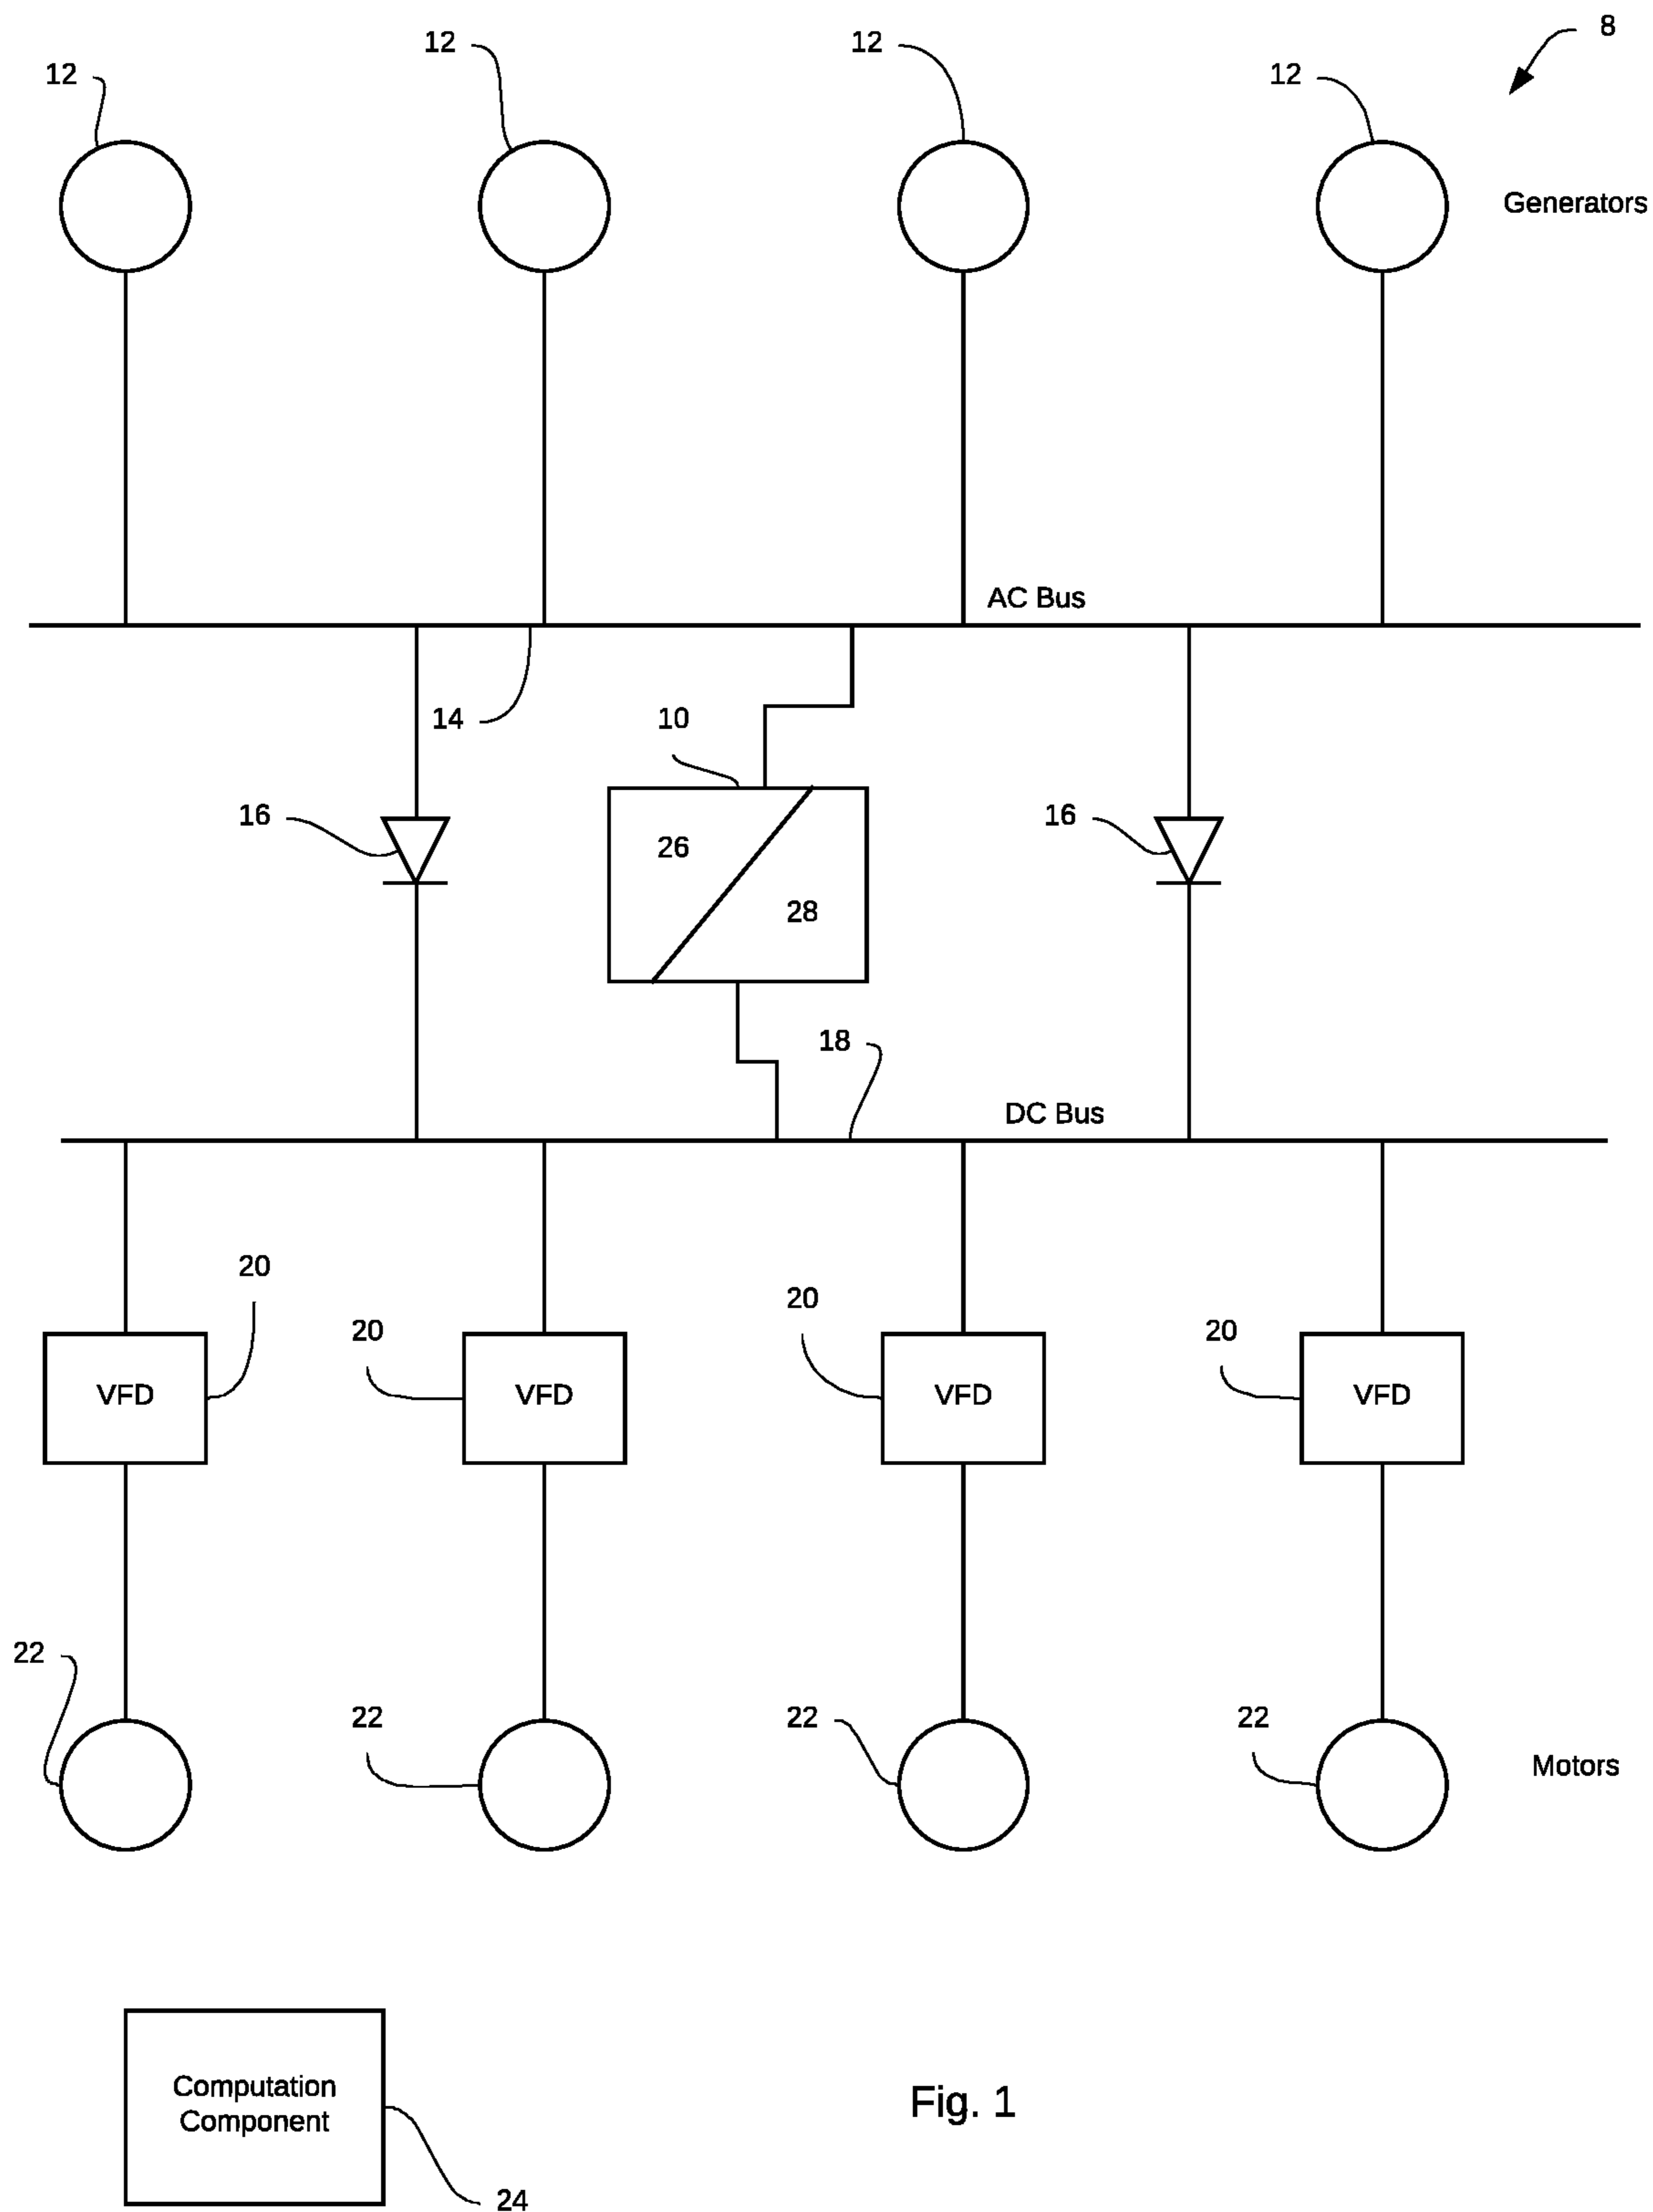 8
12
12
12
12
Generators
AC Bus
14
10
16
16
26
28
18
DC Bus
20
20
20
20
VFD
VFD
VFD
VFD
22
22
22
22
Motors
Computation
Component
Fig. 1
24